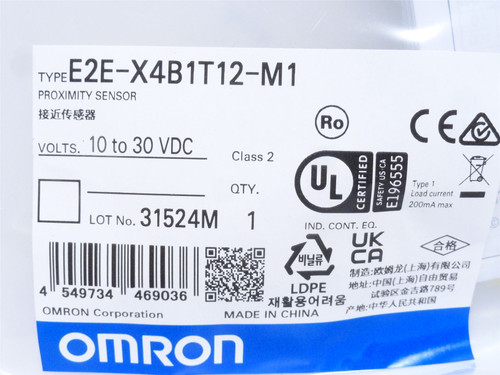 TYPE E2E-X4B1T12-M1
PROXIMITY SENSOR
接近传感器
VOLTS. 10 to 30 VDC
Class 2
QTY.
LOT No. 31524M 1
Ro
CE
UL
CERTIFIED
SAFETY US-CA
E196555
Type 1
Load current
200mA max
IND. CONT. EQ.
4 549734 469036
OMRON Corporation
MADE IN CHINA
비닐류
LDPE
재활용어려움
UK
CA
合格
制造:欧姆龙(上海)有限公司
地址:中国(上海)自由贸易
试验区金吉路789号
产地:中华人民共和国
OMRON